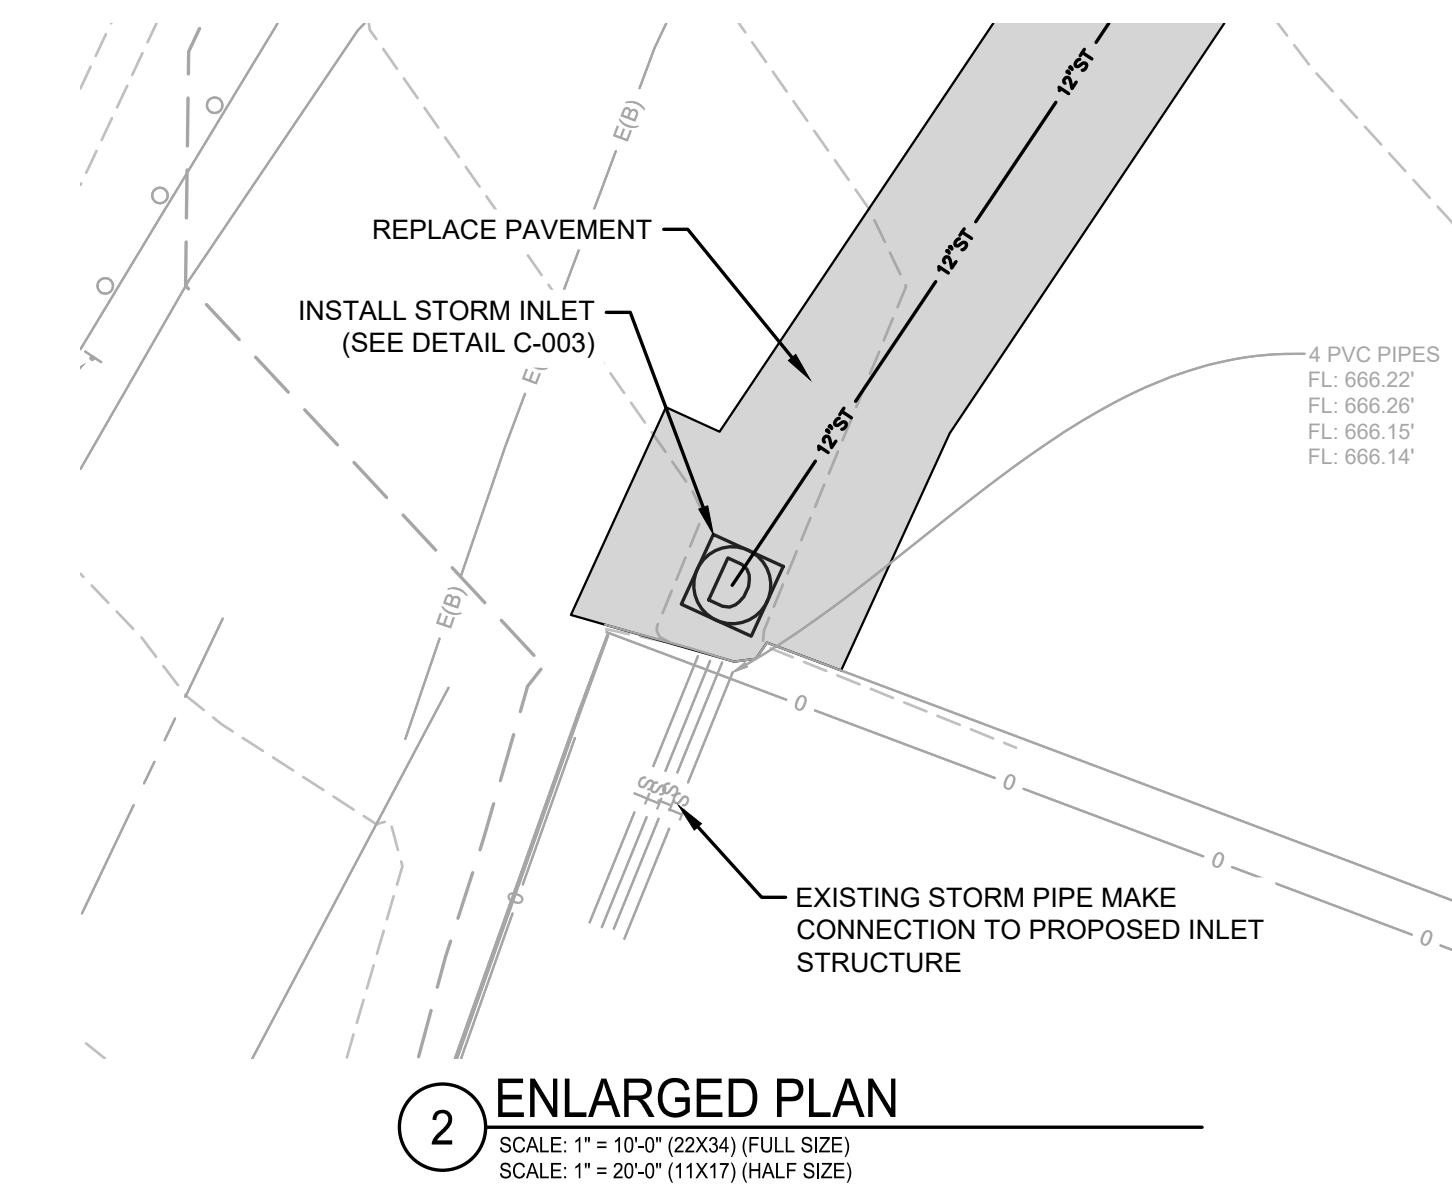 12"ST
E(B)
REPLACE PAVEMENT
12"ST
INSTALL STORM INLET
(SEE DETAIL C-003)
4 PVC PIPES
FL: 666.22'
FL: 666.26'
FL: 666.15'
FL: 666.14'
12"ST
D
E(B)
0
0
0
0
0
EXISTING STORM PIPE MAKE
CONNECTION TO PROPOSED INLET
STRUCTURE
2
ENLARGED PLAN
SCALE: 1" = 10'-0" (22X34) (FULL SIZE)
SCALE: 1" = 20'-0" (11X17) (HALF SIZE)